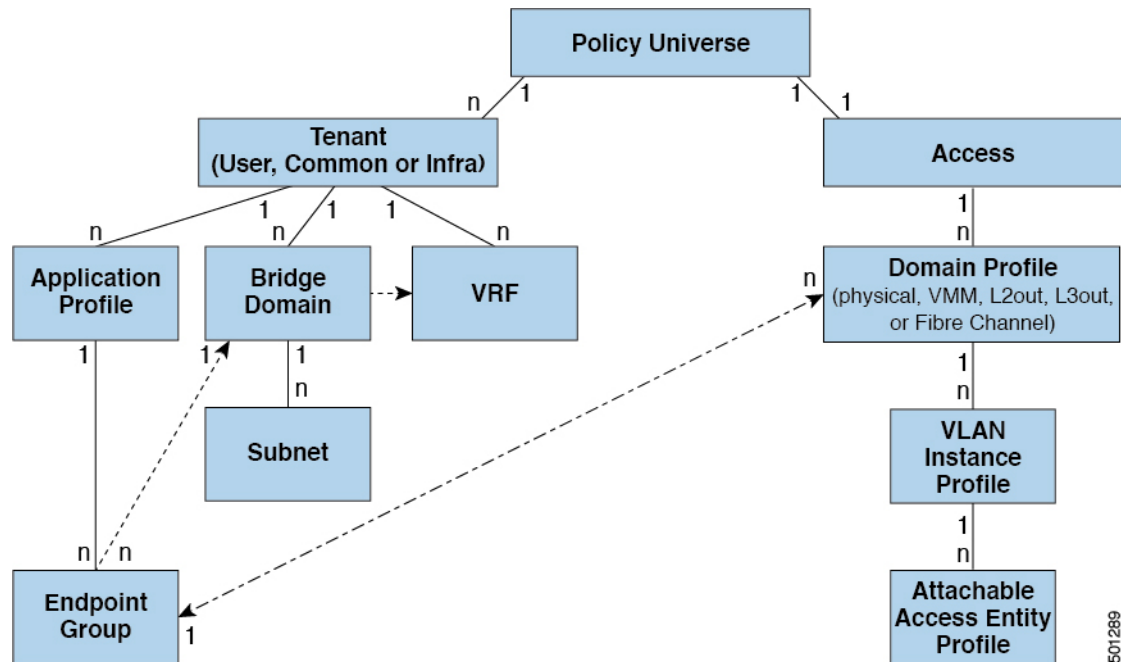 Policy Universe
n
1
1
1
Tenant
(User, Common or Infra)
Access
1
1
1
1
n
n
n
n
Application
Profile
Bridge
Domain
VRF
n
Domain Profile
(physical, VMM, L2out, L3out,
or Fibre Channel)
1
1
1
1
n
n
Subnet
VLAN
Instance
Profile
1
n
n
n
Endpoint
Group
1
Attachable
Access Entity
Profile
501289